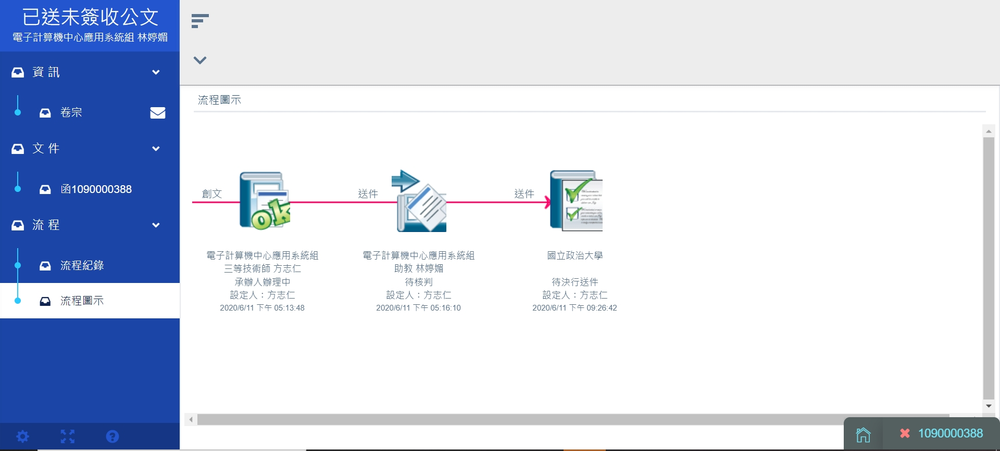 已送未簽收公文
電子計算機中心應用系統組 林婷媚
資 訊
卷宗
文 件
函1090000388
流 程
流程紀錄
流程圖示
流程圖示
創文
送件
送件
ok
電子計算機中心應用系統組
三等技術師 方志仁
承辦人辦理中
設定人：方志仁
2020/6/11 下午 05:13:48
電子計算機中心應用系統組
助教 林婷媚
待核判
設定人：方志仁
2020/6/11 下午 05:16:10
國立政治大學
待決行送件
設定人：方志仁
2020/6/11 下午 09:26:42
1090000388